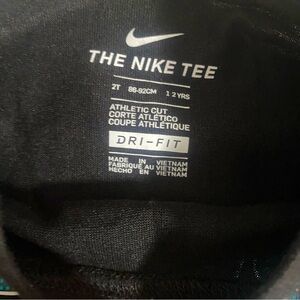 THE NIKE TEE
2T 86-92CM 1 2 YRS
ATHLETIC CUT
CORTE ATLÉTICO
COUPE ATHLÉTIQUE
DRI-FIT
MADE IN VIETNAM
FABRIQUÉ AU VIETNAM
HECHO EN VIETNAM